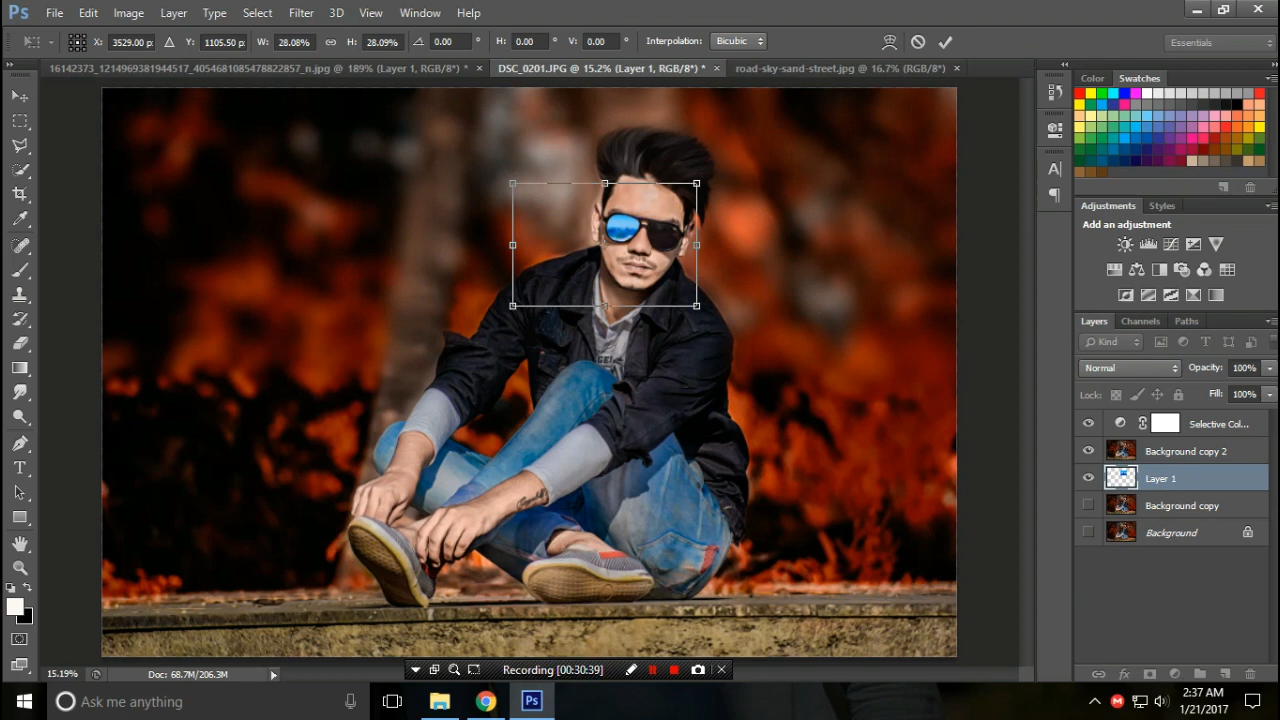 Ps File Edit Image Layer Type Select Filter 3D View Window Help
X: 3529.00 p: Y: 1105.50 p: W: 28.08% H: 28.09% 0.00 ° H: 0.00 ° V: 0.00 ° Interpolation: Bicubic Essentials
16142373_1214969381944517_4054681085478822857_n.jpg @ 189% (Layer 1, RGB/8*) * × DSC_0201.JPG @ 15.2% (Layer 1, RGB/8*) * × road-sky-sand-street.jpg @ 16.7% (RGB/8*) ×
Color Swatches
Adjustments Styles
Add an adjustment
Layers Channels Paths
Kind
Normal Opacity: 100%
Lock: Fill: 100%
Selective Col...
Background copy 2
Layer 1
Background copy
Background
15.19% Doc: 68.7M/206.3M
Recording [00:30:39]
Ask me anything
Ps
2:37 AM
1/21/2017